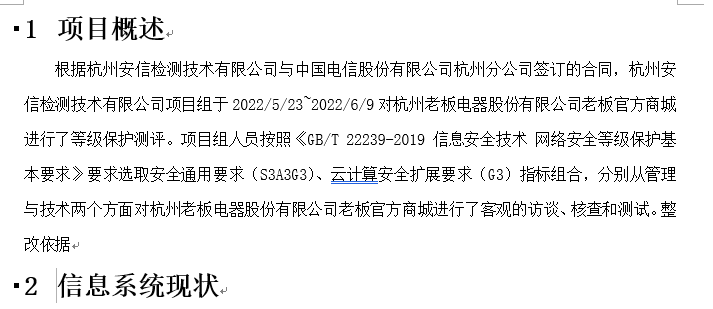 1 项目概述
根据杭州安信检测技术有限公司与中国电信股份有限公司杭州分公司签订的合同，杭州安
信检测技术有限公司项目组于 2022/5/23~2022/6/9 对杭州老板电器股份有限公司老板官方商城
进行了等级保护测评。项目组人员按照《GB/T 22239-2019 信息安全技术 网络安全等级保护基
本要求》要求选取安全通用要求（S3A3G3）、云计算安全扩展要求（G3）指标组合，分别从管理
与技术两个方面对杭州老板电器股份有限公司老板官方商城进行了客观的访谈、核查和测试。整
改依据
2 信息系统现状